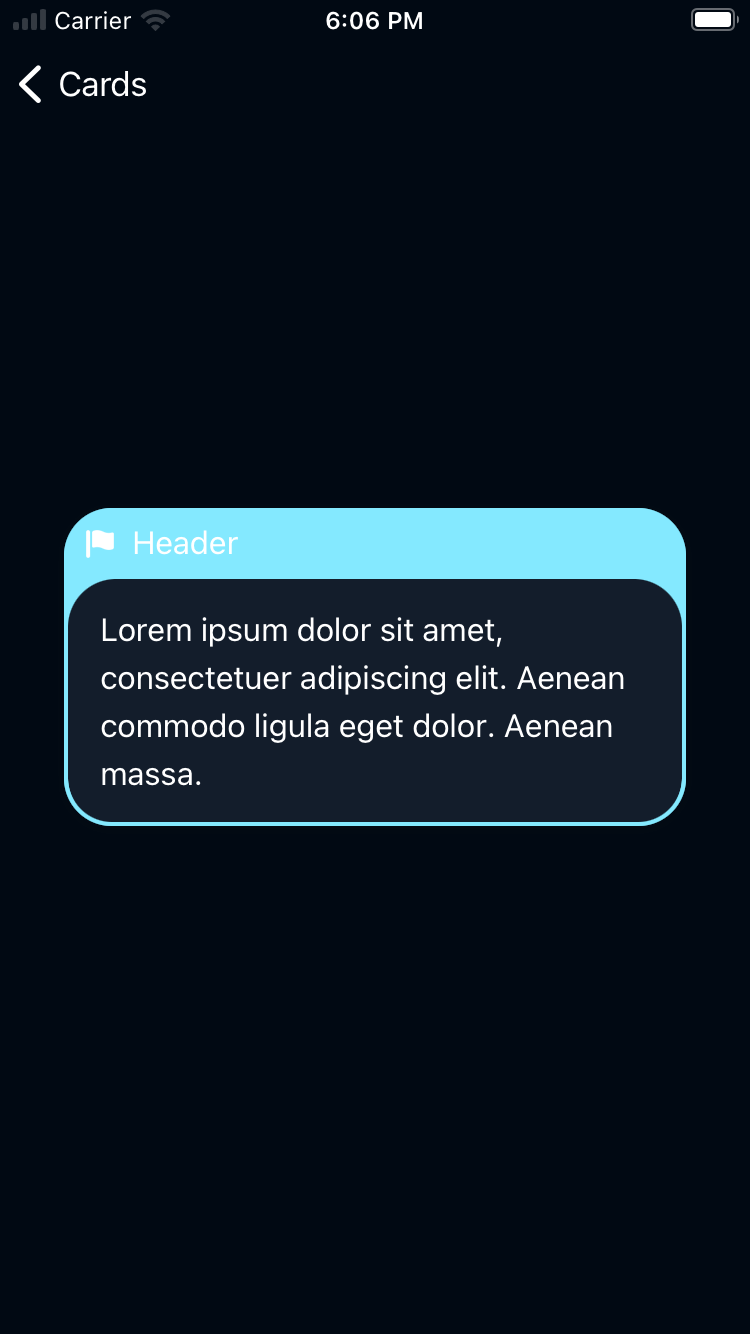 Carrier 6:06 PM
Cards
Header
Lorem ipsum dolor sit amet,
consectetuer adipiscing elit. Aenean
commodo ligula eget dolor. Aenean
massa.